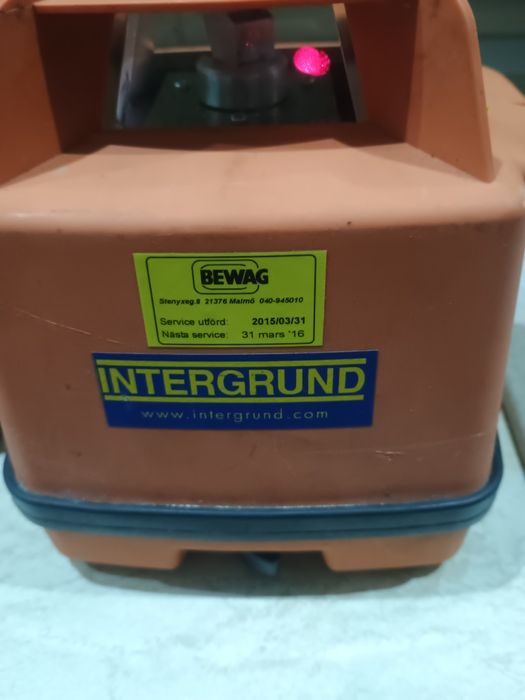 BEWAG
Stenyxeg.8 21376 Malmö 040-945010
Service utförd: 2015/03/31
Nästa service: 31 mars '16
INTERGRUND
www.intergrund.com